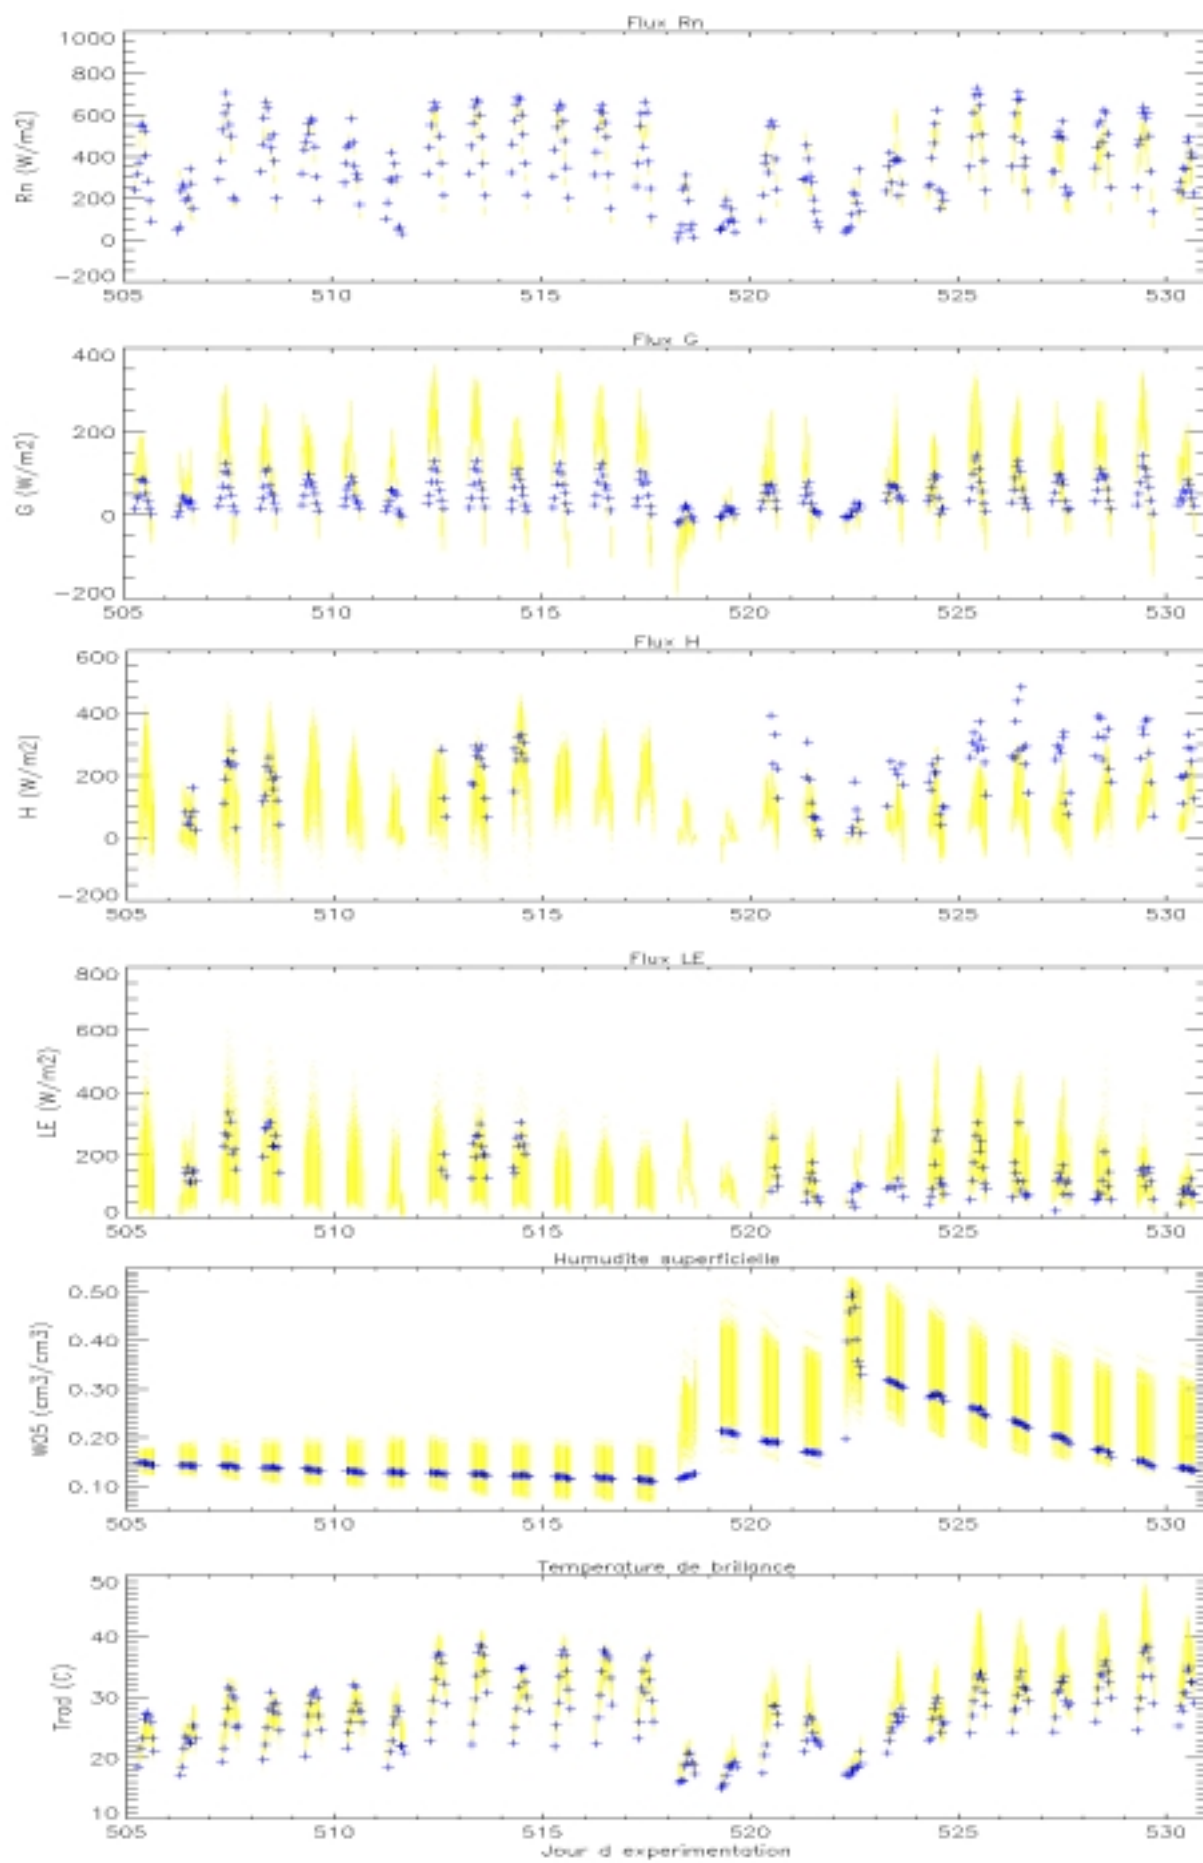 Flux Rn
1000
800
600
400
200
0
-200
Rn (W/m2)
505 510 515 520 525 530
Flux G
400
200
0
-200
G (W/m2)
505 510 515 520 525 530
Flux H
600
400
200
0
-200
H (W/m2)
505 510 515 520 525 530
Flux LE
800
600
400
200
0
LE (W/m2)
505 510 515 520 525 530
Humudite superficielle
0.50
0.40
0.30
0.20
0.10
W05 (cm3/cm3)
505 510 515 520 525 530
Temperature de brillance
50
40
30
20
10
Trad (C)
505 510 515 520 525 530
Jour d experimentation